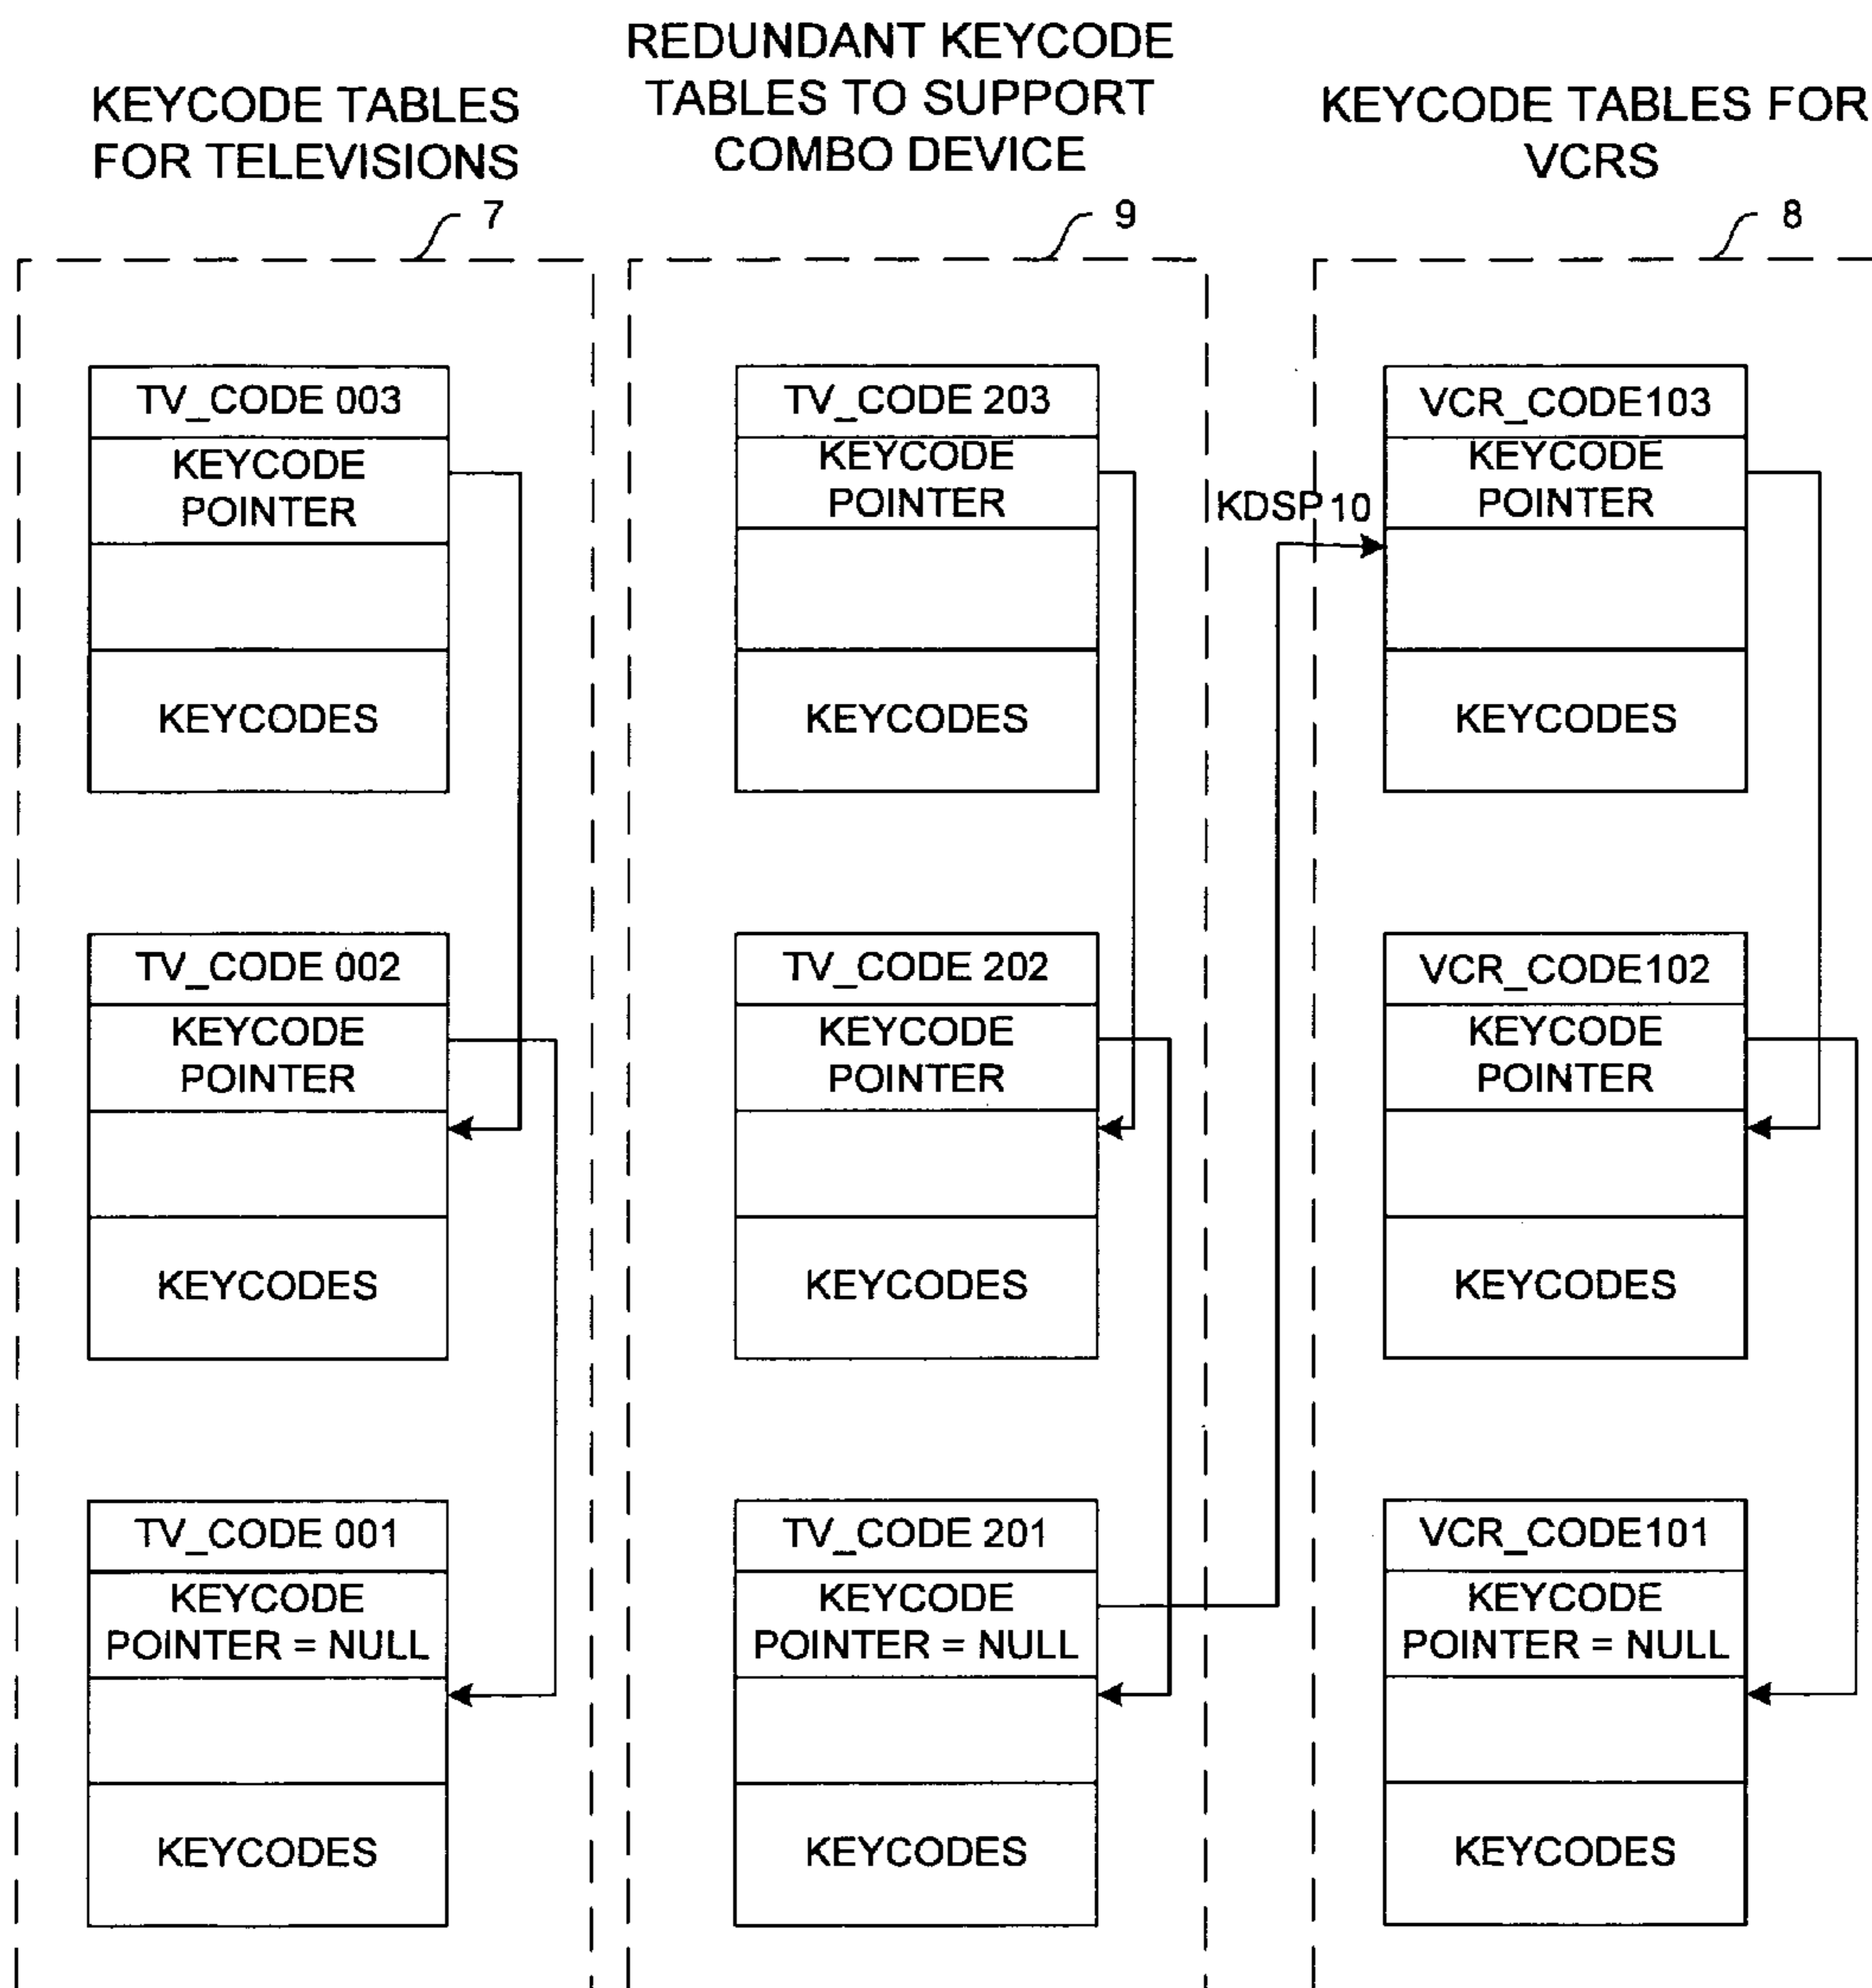 KEYCODE TABLES
FOR TELEVISIONS
7
REDUNDANT KEYCODE
TABLES TO SUPPORT
COMBO DEVICE
9
KEYCODE TABLES FOR
VCRS
8
TV_CODE 003
KEYCODE
POINTER
KEYCODES
TV_CODE 002
KEYCODE
POINTER
KEYCODES
TV_CODE 001
KEYCODE
POINTER = NULL
KEYCODES
TV_CODE 203
KEYCODE
POINTER
KEYCODES
TV_CODE 202
KEYCODE
POINTER
KEYCODES
TV_CODE 201
KEYCODE
POINTER = NULL
KEYCODES
KDSP 10
VCR_CODE103
KEYCODE
POINTER
KEYCODES
VCR_CODE102
KEYCODE
POINTER
KEYCODES
VCR_CODE101
KEYCODE
POINTER = NULL
KEYCODES